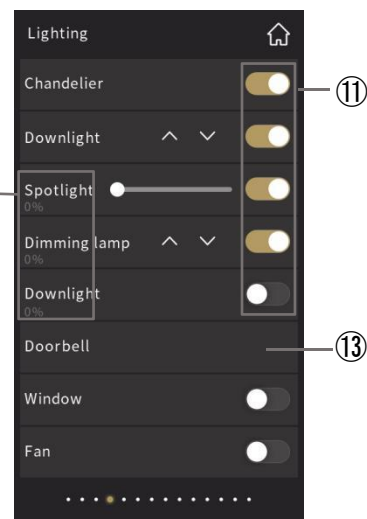 Lighting
Chandelier
⑪
Downlight
Spotlight
0%
Dimming lamp
0%
Downlight
0%
Doorbell
⑬
Window
Fan